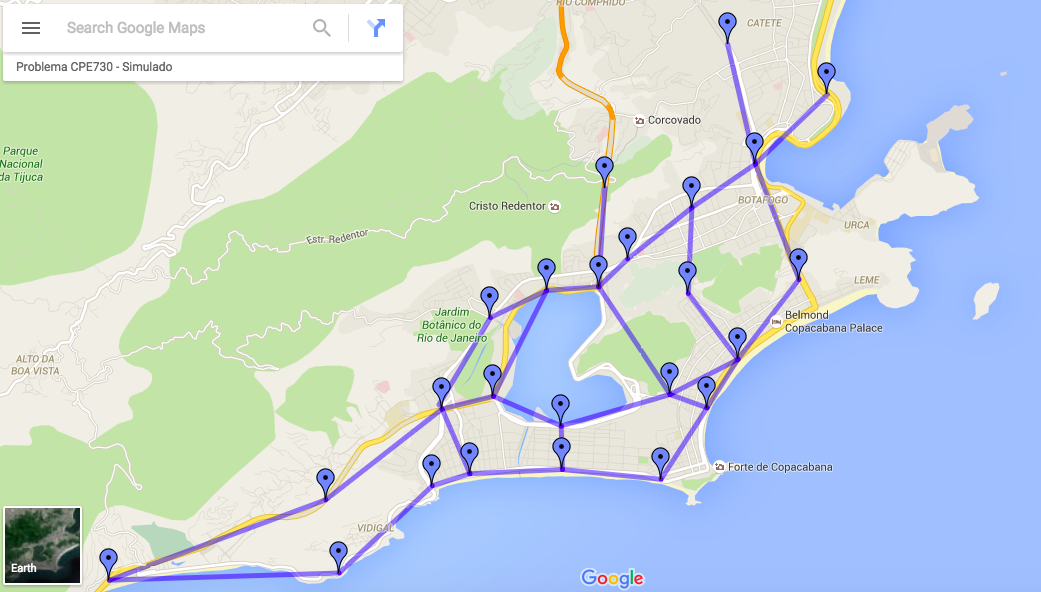 Search Google Maps
Problema CPE730 - Simulado
RIO COMPRIDO
CATETE
Corcovado
Parque
Nacional
da Tijuca
Cristo Redentor
BOTAFOGO
URCA
Estr. Redentor
LEME
Jardim
Botânico do
Rio de Janeiro
Belmond
Copacabana Palace
ALTO DA
BOA VISTA
Forte de Copacabana
VIDIGAL
Earth
Google